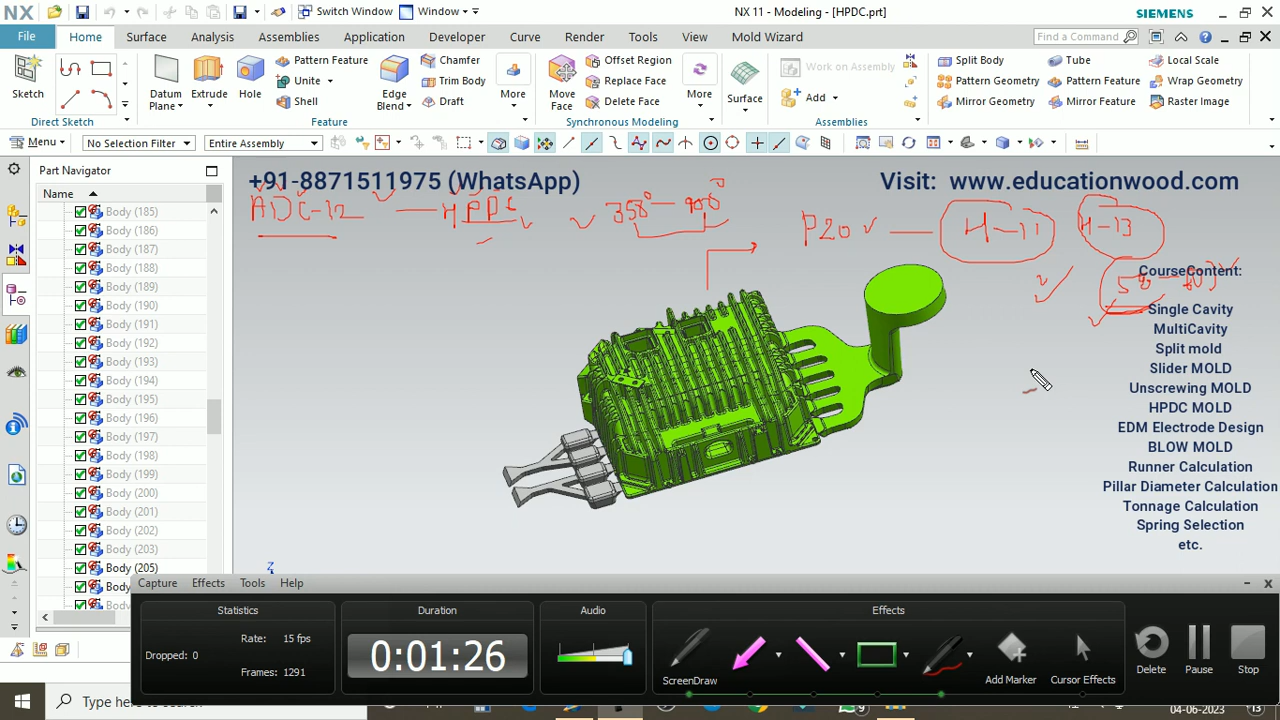 NX
Switch Window
Window
NX 11 - Modeling - [HPDC.prt]
SIEMENS
File
Home
Surface
Analysis
Assemblies
Application
Developer
Curve
Render
Tools
View
Mold Wizard
Find a Command
Sketch
Direct Sketch
Datum Plane
Extrude
Hole
Pattern Feature
Unite
Shell
Edge Blend
Chamfer
Trim Body
Draft
More
Feature
Move Face
Offset Region
Replace Face
Delete Face
More
Synchronous Modeling
Surface
Work on Assembly
Add
Assemblies
Split Body
Pattern Geometry
Mirror Geometry
Tube
Pattern Feature
Mirror Feature
Local Scale
Wrap Geometry
Raster Image
Menu
No Selection Filter
Entire Assembly
Part Navigator
Name
Body (185)
Body (186)
Body (187)
Body (188)
Body (189)
Body (190)
Body (191)
Body (192)
Body (193)
Body (194)
Body (195)
Body (196)
Body (197)
Body (198)
Body (199)
Body (200)
Body (201)
Body (202)
Body (203)
Body (205)
+91-8871511975 (WhatsApp)
Visit: www.educationwood.com
ADC-12
P20
H-11
H-13
CourseContent:
Single Cavity
MultiCavity
Split mold
Slider MOLD
Unscrewing MOLD
HPDC MOLD
EDM Electrode Design
BLOW MOLD
Runner Calculation
Pillar Diameter Calculation
Tonnage Calculation
Spring Selection
etc.
Z
Capture
Effects
Tools
Help
Statistics
Duration
Audio
Effects
Rate: 15 fps
Dropped: 0
Frames: 1291
0:01:26
ScreenDraw
Add Marker
Cursor Effects
Delete
Pause
Stop
Type here to
04-06-2023
13